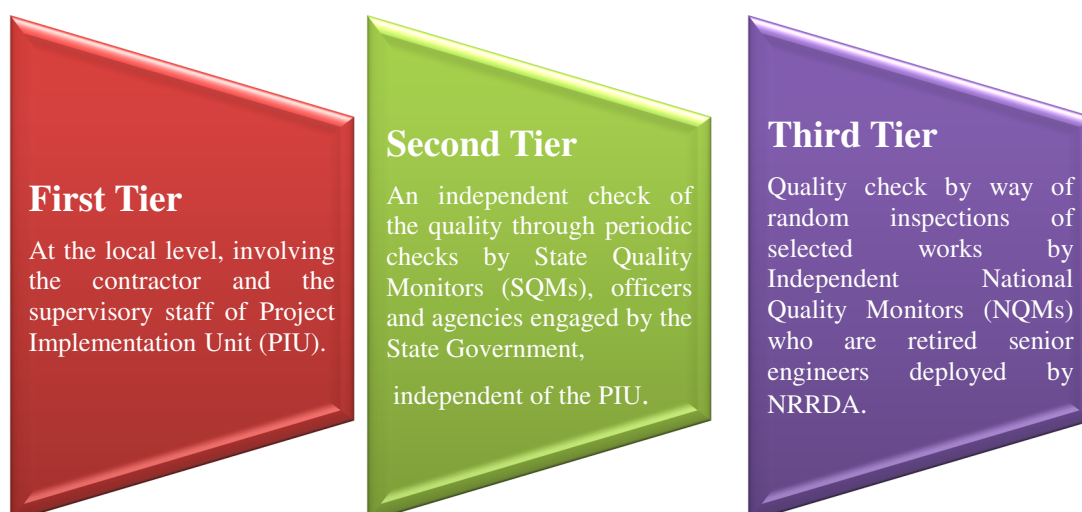 First Tier
At the local level, involving
the contractor and the
supervisory staff of Project
Implementation Unit (PIU).
Second Tier
An independent check of
the quality through periodic
checks by State Quality
Monitors (SQMs), officers
and agencies engaged by the
State Government,
independent of the PIU.
Third Tier
Quality check by way of
random inspections of
selected works by
Independent National
Quality Monitors (NQMs)
who are retired senior
engineers deployed by
NRRDA.